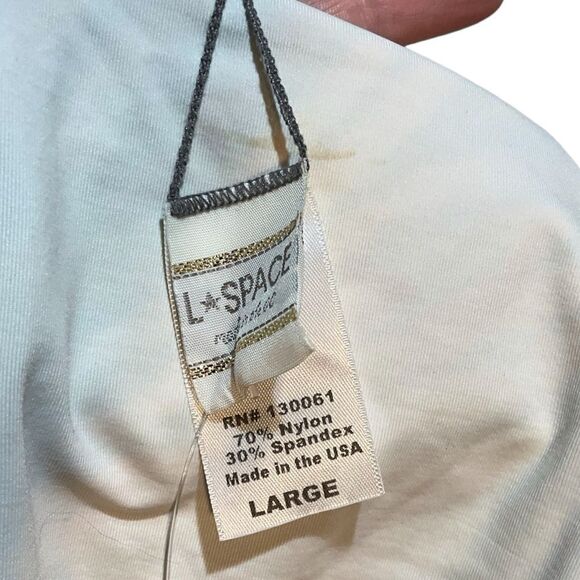 L★SPACE
RN# 130061
70% Nylon
30% Spandex
Made in the USA
LARGE